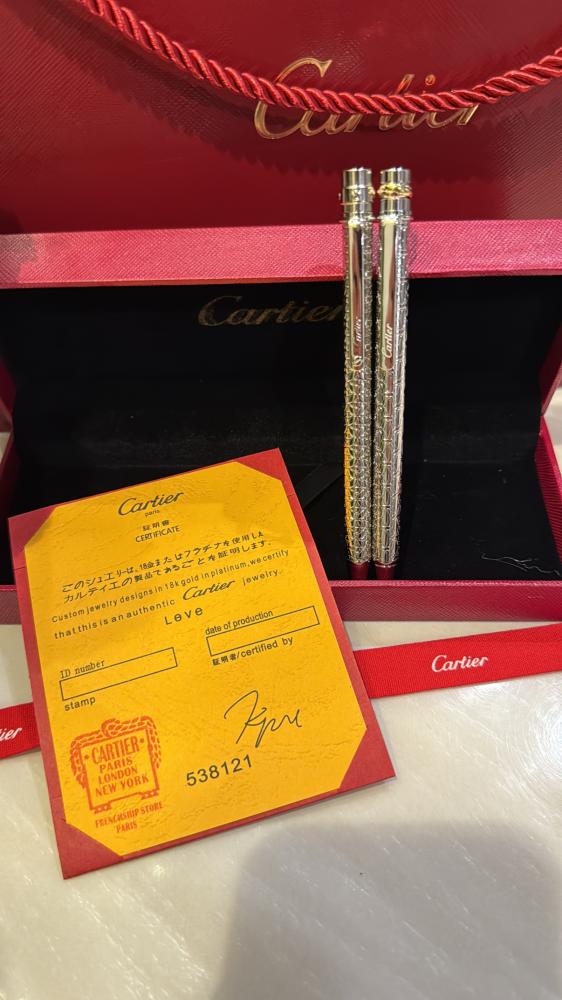 Cartier
Cartier
Cartier
Cartier
Cartier
paris
証明書
CERTIFICATE
このジュエリーは、18金またはプラチナを使用した
カルティエの製品であることを証明します。
Custom jewelry designs in 18k gold in platinum, we certify
that this is an authentic Cartier jewelry.
Leve
ID number
date of production
stamp
証明者/certified by
CARTIER
PARIS
LONDON
NEW YORK
FRENCHSHIP STORE
PARIS
538121
Cartier
ier